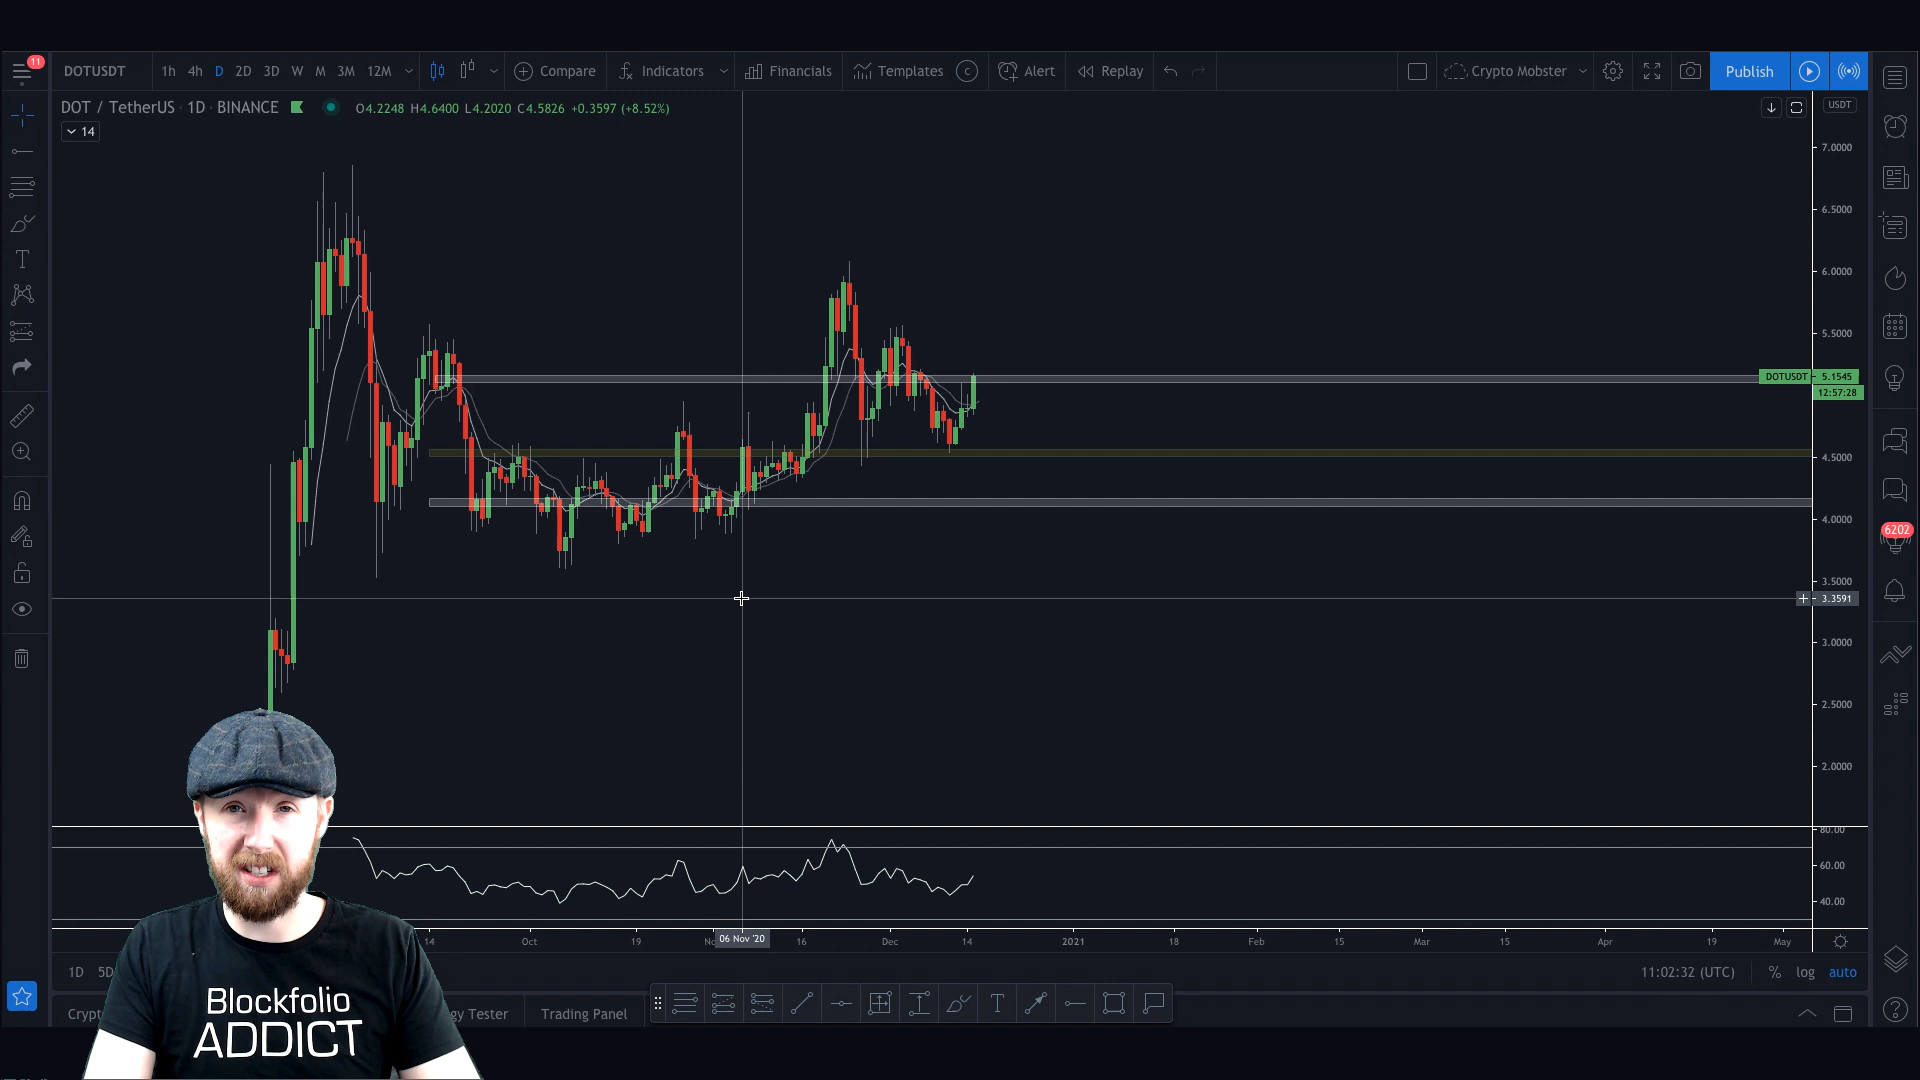 11
DOTUSDT 1h 4h D 2D 3D W M 3M 12M Compare Indicators Financials Templates C Alert Replay Crypto Mobster Publish
DOT / TetherUS · 1D · BINANCE O4.2248 H4.6400 L4.2020 C4.5826 +0.3597 (+8.52%) USDT
14
7.0000
6.5000
6.0000
5.5000
DOTUSDT 5.1545
12:57:28
4.5000
4.0000
6202
3.5000
3.3591
3.0000
2.5000
2.0000
80.00
60.00
40.00
14 Oct 19 06 Nov '20 16 Dec 14 2021 18 Feb 15 Mar 15 Apr 19 May
1D 5D 11:02:32 (UTC) % log auto
Crypt gy Tester Trading Panel T
Blockfolio
ADDICT